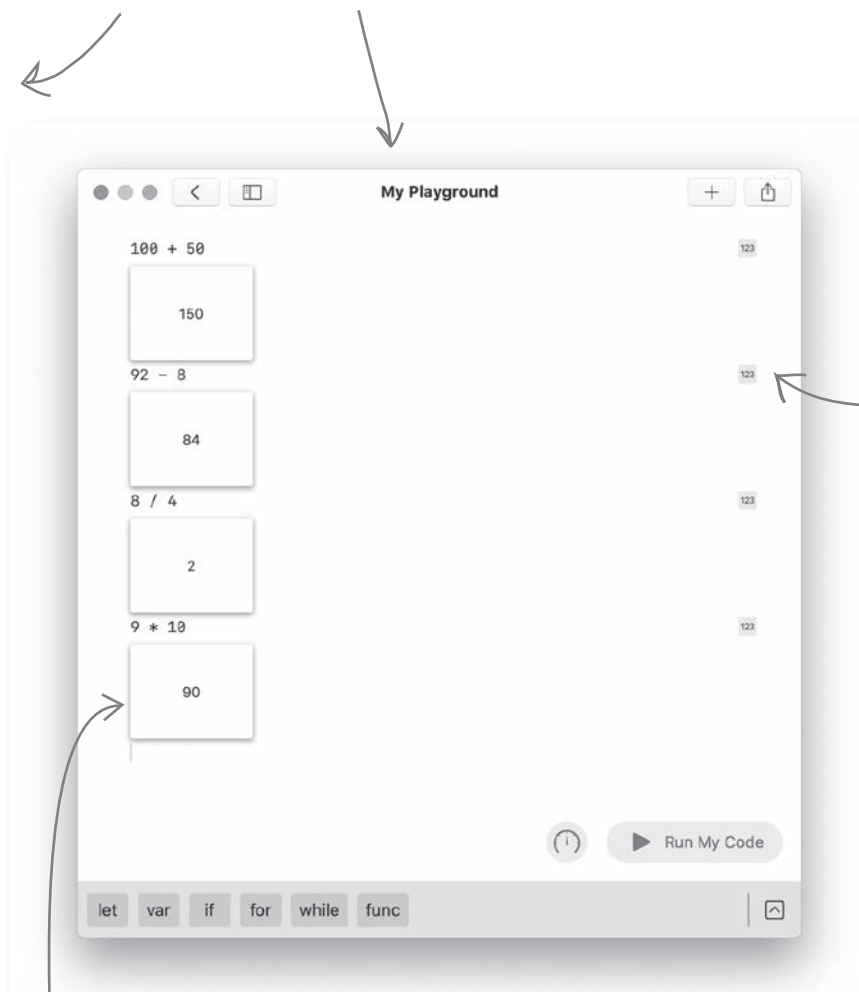 My Playground
100 + 50 123
150
92 - 8 123
84
8 / 4 123
2
9 * 10 123
90
Run My Code
let var if for while func